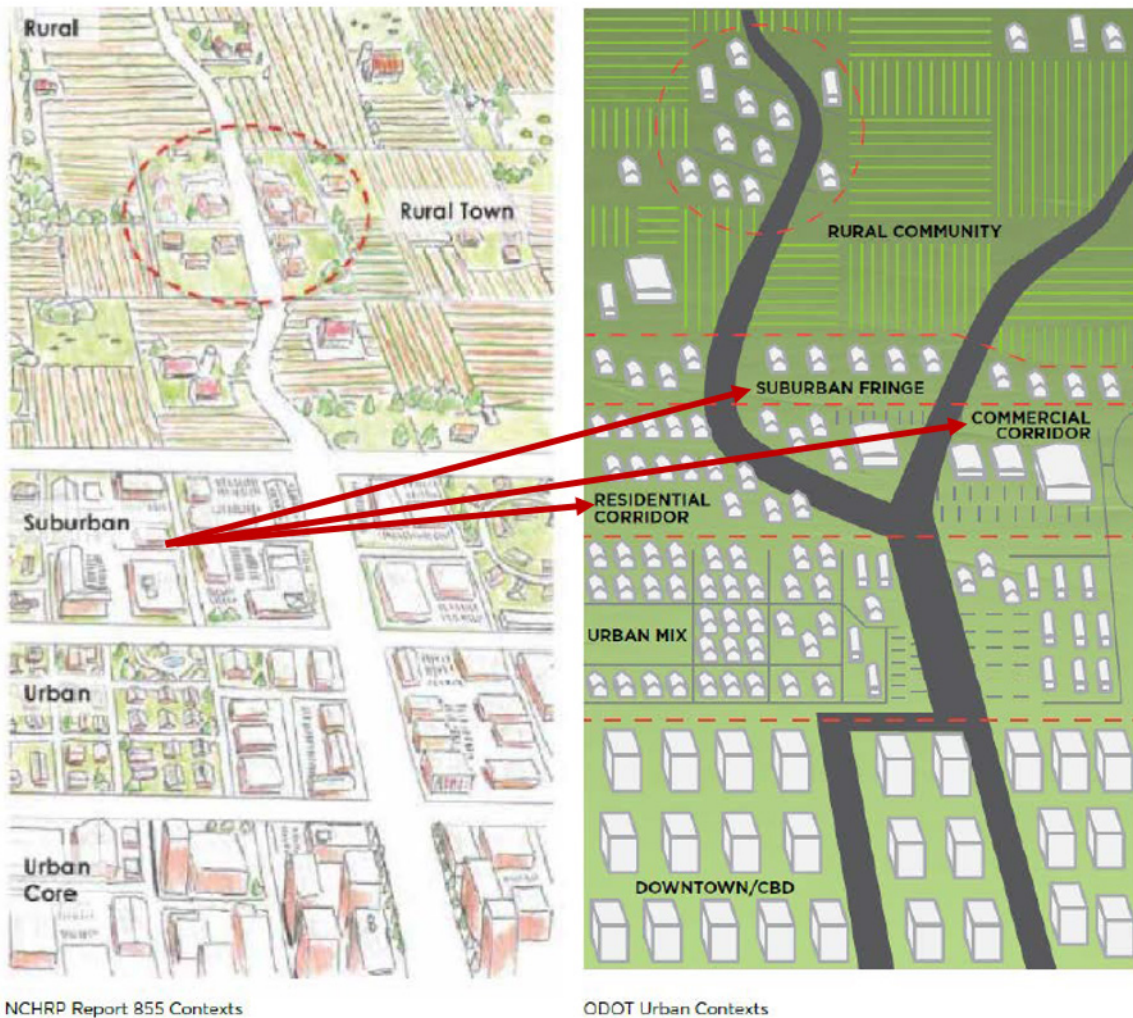 Rural
Rural Town
Suburban
Urban
Urban
Core
NCHRP Report 855 Contexts
RURAL COMMUNITY
SUBURBAN FRINGE
COMMERCIAL
CORRIDOR
RESIDENTIAL
CORRIDOR
URBAN MIX
DOWNTOWN/CBD
ODOT Urban Contexts